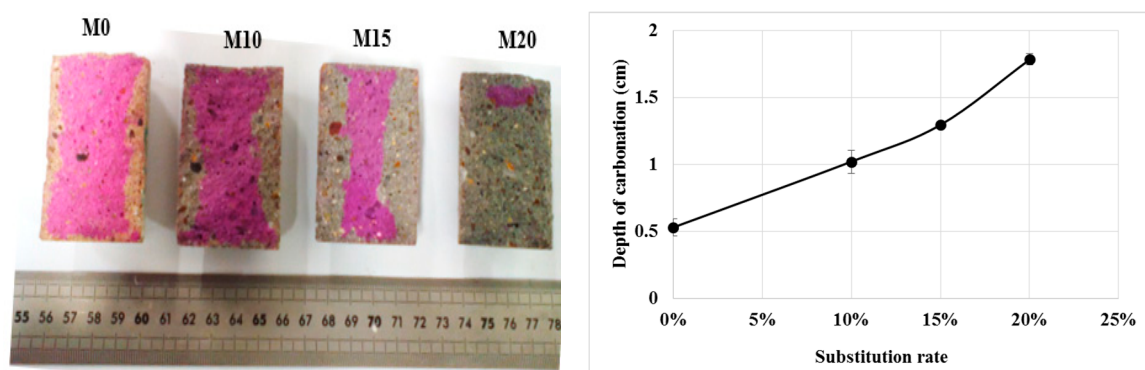 M0 M10 M15 M20
55 56 57 58 59 60 61 62 63 64 65 66 67 68 69 70 71 72 73 74 75 76 77 78
2
1.5
1
0.5
0
0% 5% 10% 15% 20% 25%
Depth of carbonation (cm)
Substitution rate